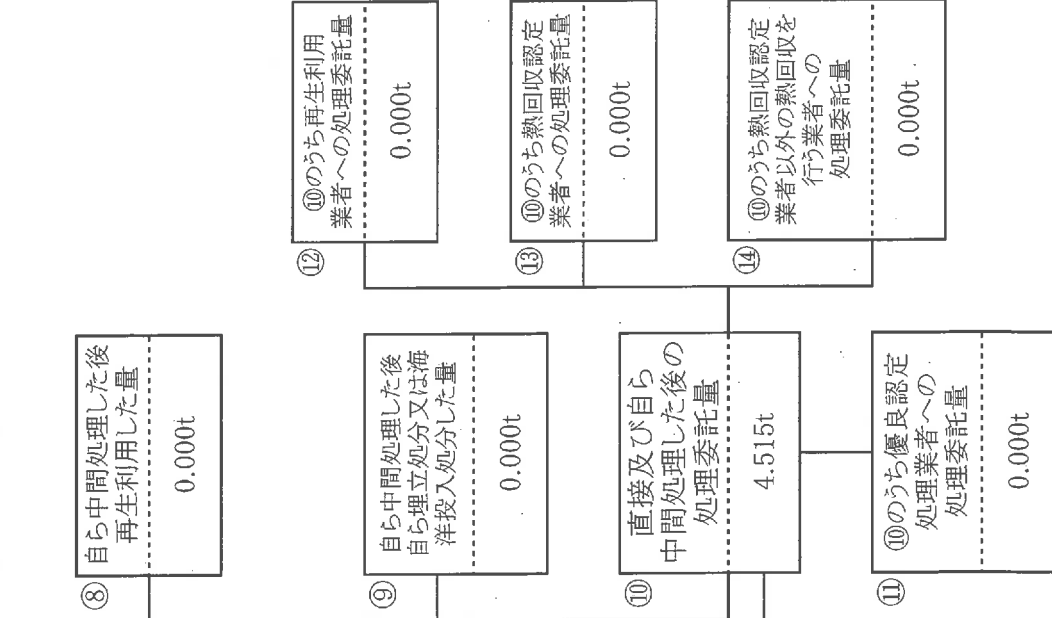 ⑧
自ら中間処理した後
再生利用した量
0.000t
⑨
自ら中間処理した後
自ら埋立処分又は海
洋投入処分した量
0.000t
⑩
直接及び自ら
中間処理した後の
処理委託量
4.515t
⑪
⑩のうち優良認定
処理業者への
処理委託量
0.000t
⑫
⑩のうち再生利用
業者への処理委託量
0.000t
⑬
⑩のうち熱回収認定
業者への処理委託量
0.000t
⑭
⑩のうち熱回収認定
業者以外の熱回収を
行う業者への
処理委託量
0.000t